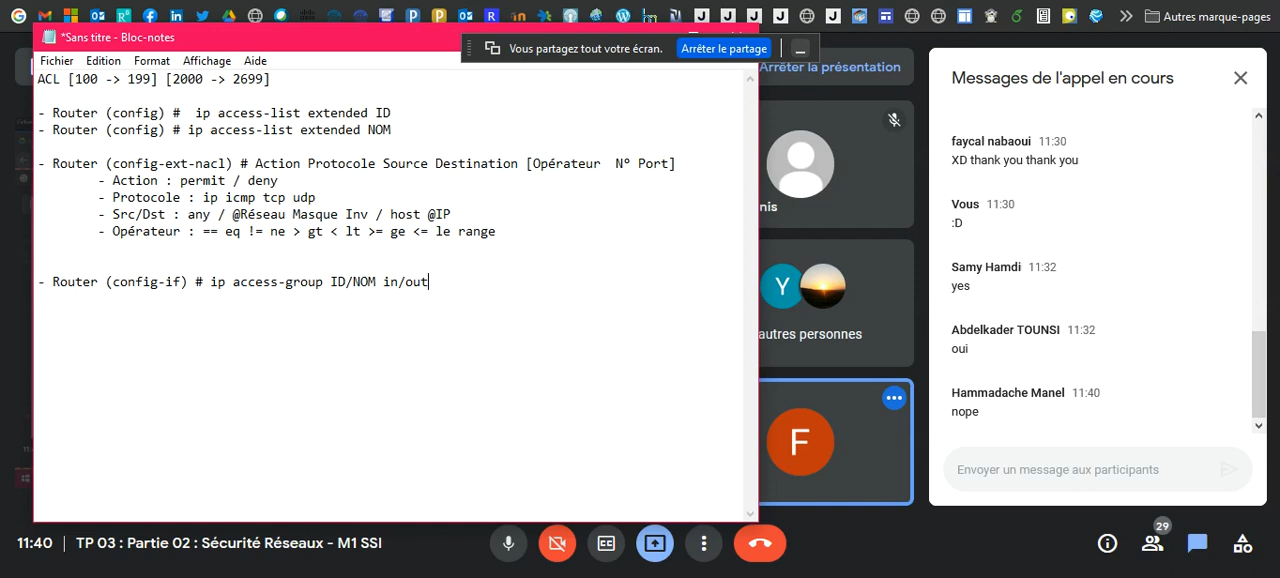 Autres marque-pages
*Sans titre - Bloc-notes
Vous partagez tout votre écran.
Arrêter le partage
Fichier Edition Format Affichage Aide
ACL [100 -> 199] [2000 -> 2699]
- Router (config) #  ip access-list extended ID
- Router (config) # ip access-list extended NOM
- Router (config-ext-nacl) # Action Protocole Source Destination [Opérateur  N° Port]
- Action : permit / deny
- Protocole : ip icmp tcp udp
- Src/Dst : any / @Réseau Masque Inv / host @IP
- Opérateur : == eq != ne > gt < lt >= ge <= le range
- Router (config-if) # ip access-group ID/NOM in/out
Arrêter la présentation
nis
Y
autres personnes
F
Messages de l'appel en cours
faycal nabaoui 11:30
XD thank you thank you
Vous 11:30
:D
Samy Hamdi 11:32
yes
Abdelkader TOUNSI 11:32
oui
Hammadache Manel 11:40
nope
Envoyer un message aux participants
11:40 | TP 03 : Partie 02 : Sécurité Réseaux - M1 SSI
29